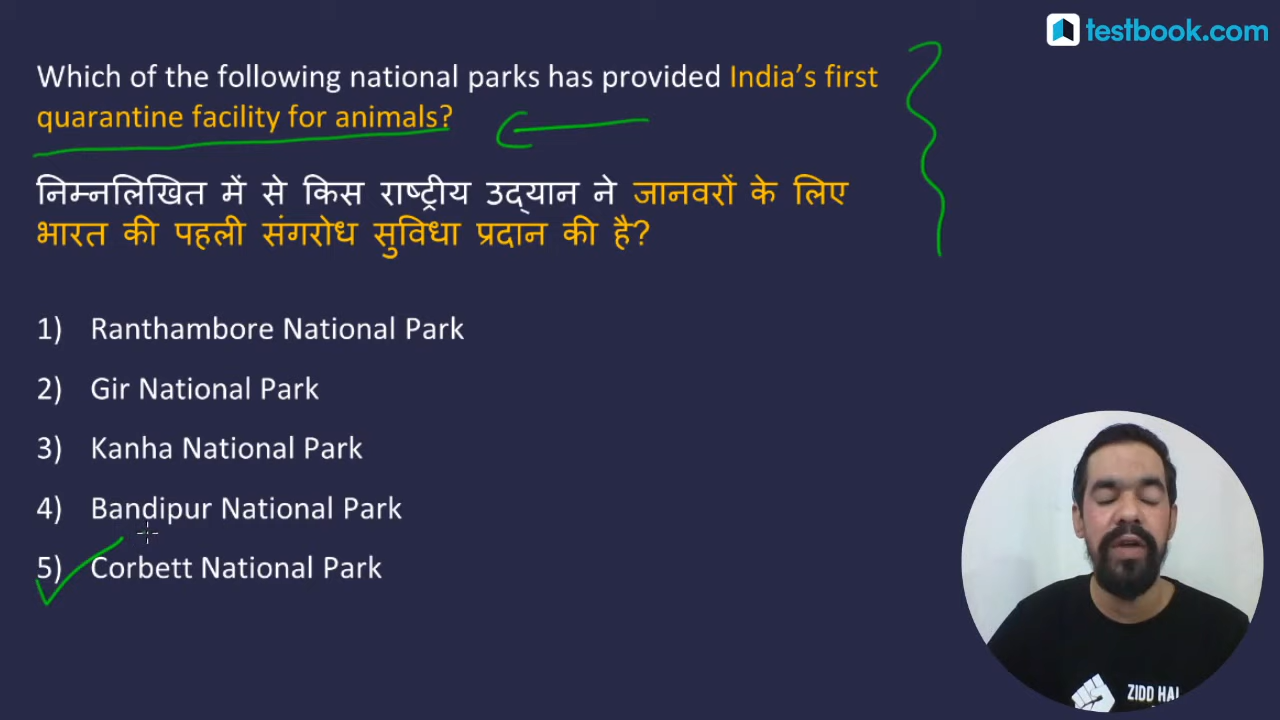 testbook.com
Which of the following national parks has provided India’s first
quarantine facility for animals?
निम्नलिखित में से किस राष्ट्रीय उद्यान ने जानवरों के लिए
भारत की पहली संगरोध सुविधा प्रदान की है?
1) Ranthambore National Park
2) Gir National Park
3) Kanha National Park
4) Bandipur National Park
5) Corbett National Park
ZIDD HAI